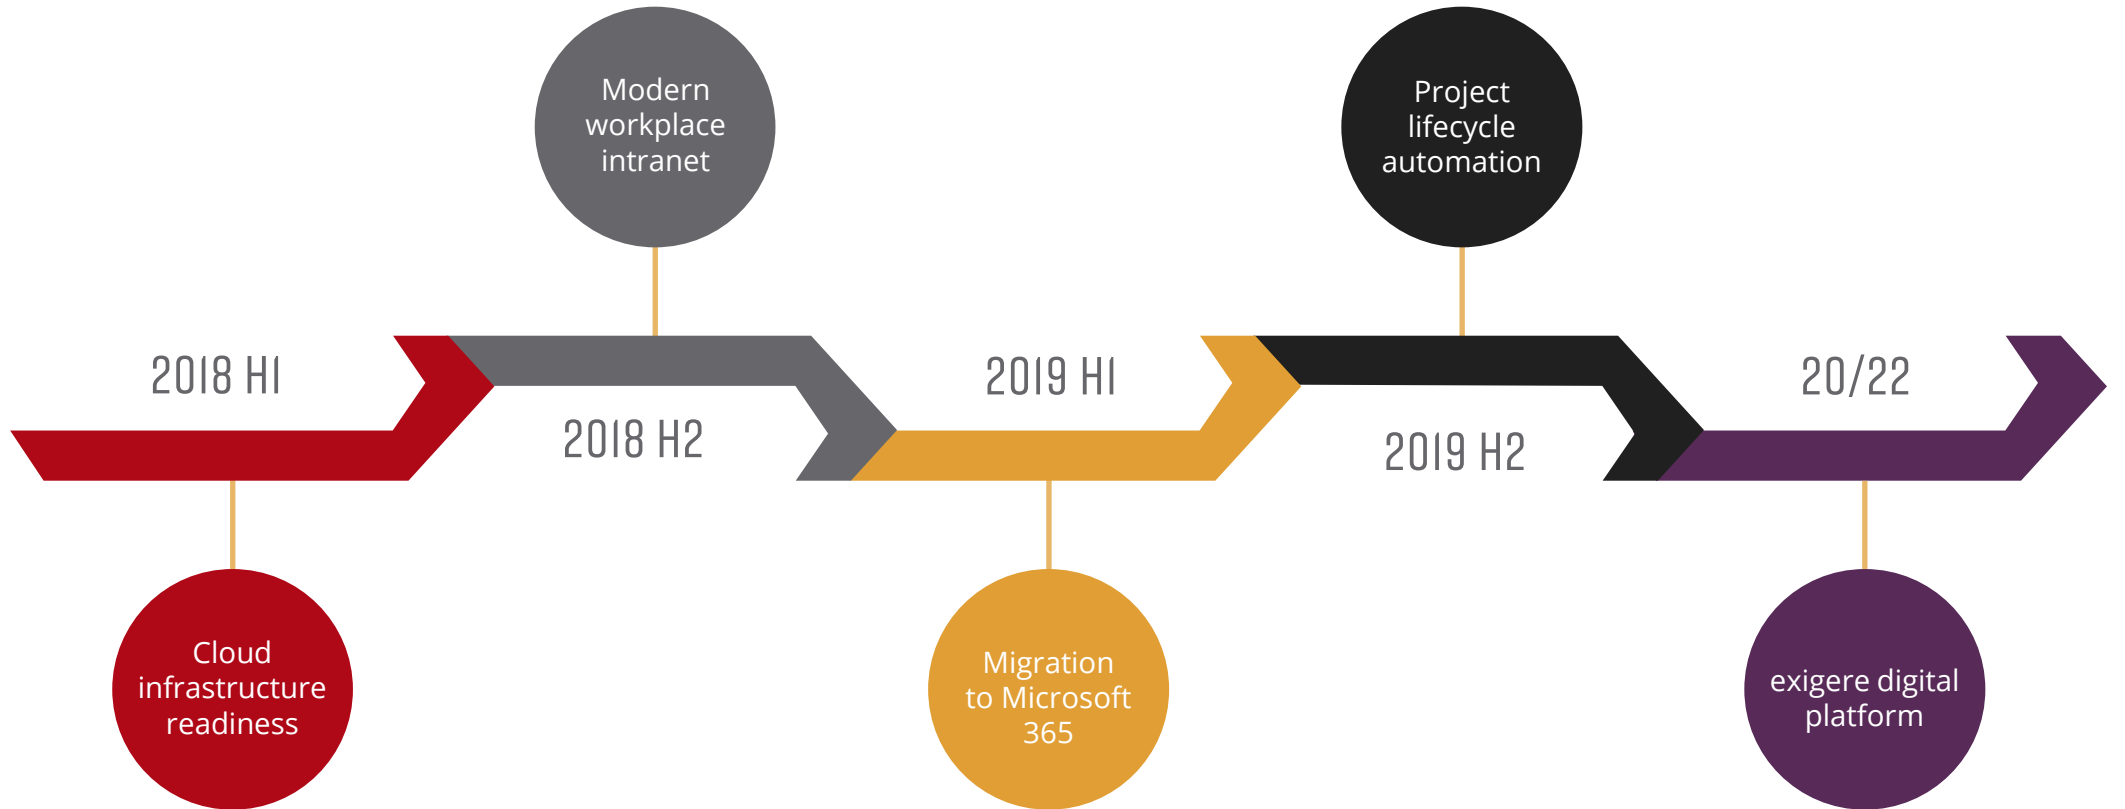 Modern
workplace
intranet
Project
lifecycle
automation
2018 H1
2018 H2
2019 H1
2019 H2
20/22
Cloud
infrastructure
readiness
Migration
to Microsoft
365
exigere digital
platform